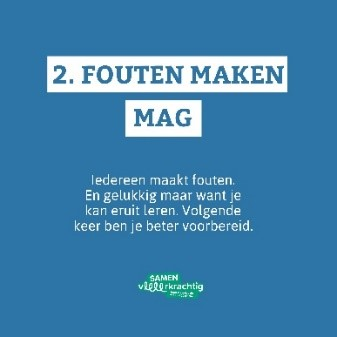 2. FOUTEN MAKEN
MAG
Iedereen maakt fouten.
En gelukkig maar want je
kan eruit leren. Volgende
keer ben je beter voorbereid.
SAMEN
veeerkrachtig